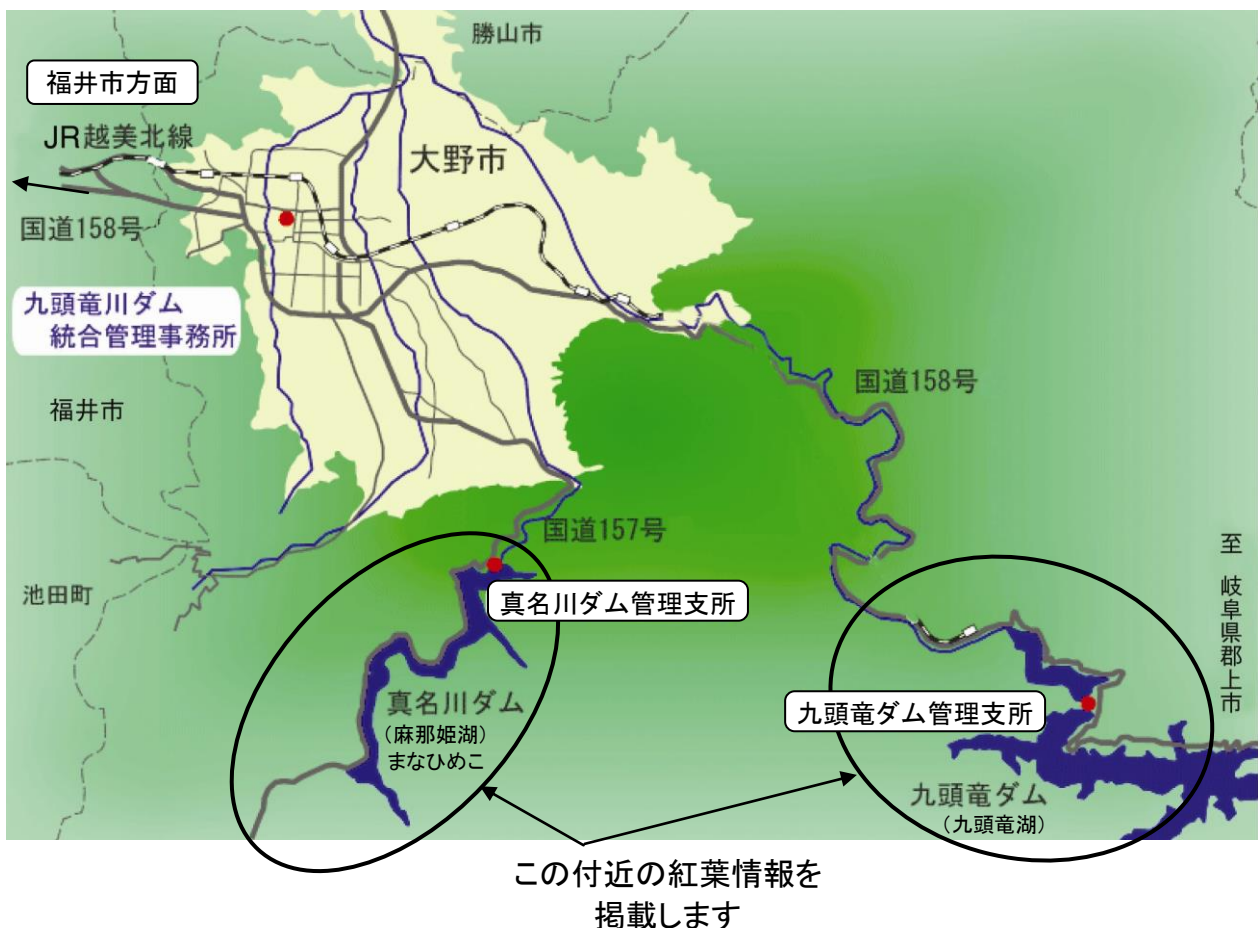 勝山市
福井市方面
JR越美北線
大野市
国道158号
九頭竜川ダム
統合管理事務所
国道158号
福井市
国道157号
至 岐阜県郡上市
池田町
真名川ダム管理支所
真名川ダム
（麻那姫湖）
まなひめこ
九頭竜ダム管理支所
九頭竜ダム
（九頭竜湖）
この付近の紅葉情報を
掲載します